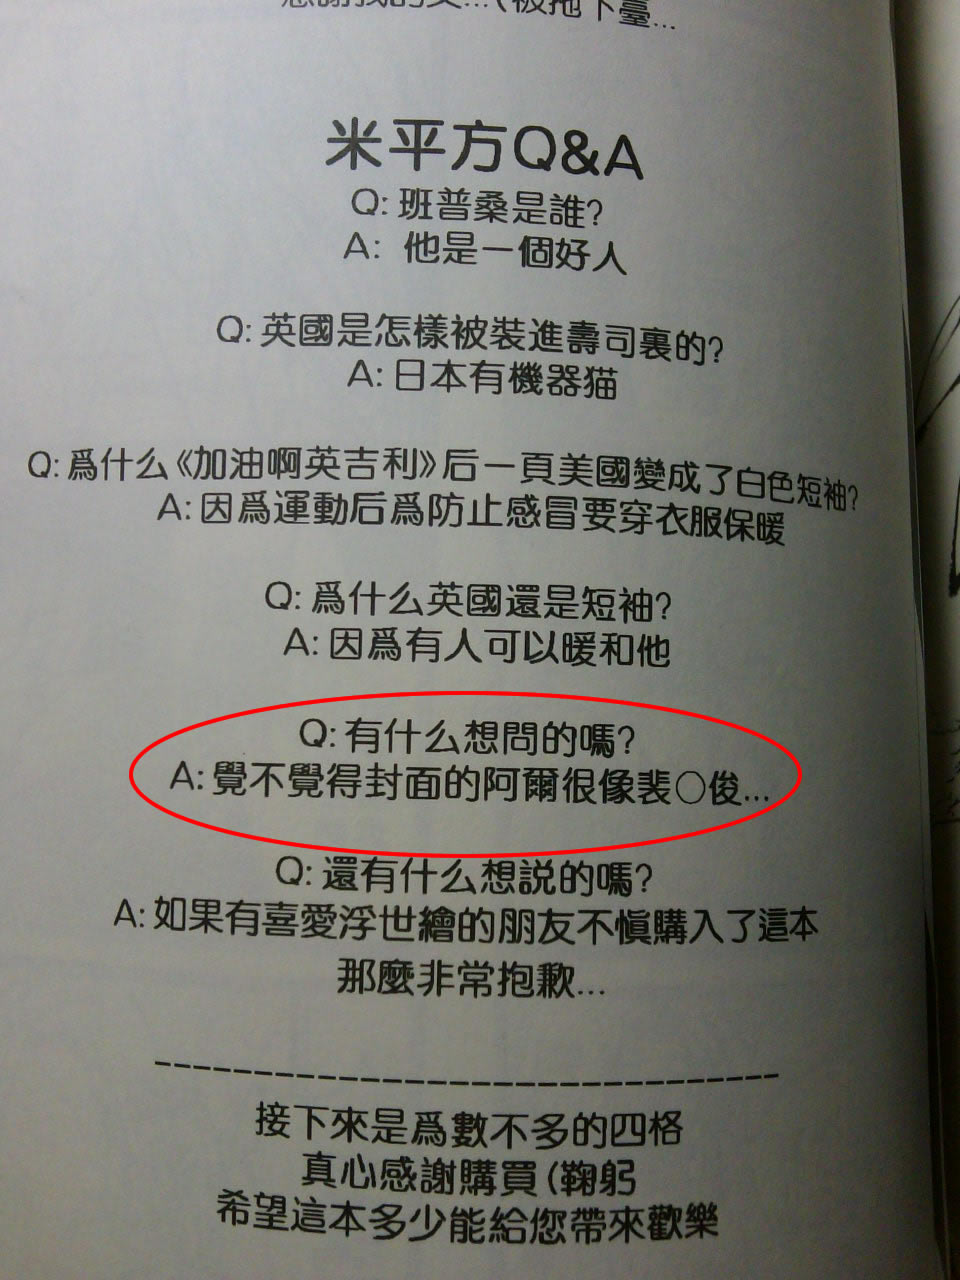 感謝我的父...(被拖下臺...
米平方Q&A
Q: 班普桑是誰?
A: 他是一個好人
Q: 英國是怎樣被裝進壽司裏的?
A: 日本有機器猫
Q: 爲什么《加油啊英吉利》后一頁美國變成了白色短袖?
A: 因爲運動后爲防止感冒要穿衣服保暖
Q: 爲什么英國還是短袖?
A: 因爲有人可以暖和他
Q: 有什么想問的嗎?
A: 覺不覺得封面的阿爾很像裴○俊...
Q: 還有什么想説的嗎?
A: 如果有喜愛浮世繪的朋友不慎購入了這本
那麼非常抱歉...
--------------------------------
接下來是爲數不多的四格
真心感謝購買 (鞠躬
希望這本多少能給您帶來歡樂